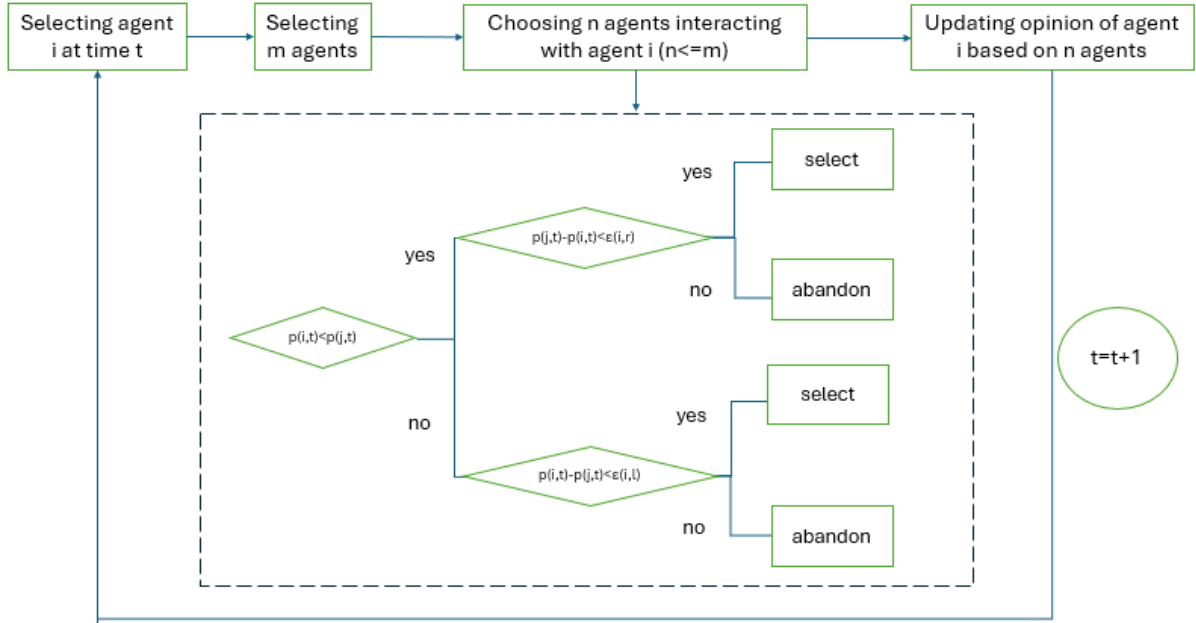 Selecting agent
i at time t
Selecting
m agents
Choosing n agents interacting
with agent i (n<=m)
Updating opinion of agent
i based on n agents
yes
select
yes
p(j,t)-p(i,t)<ε(i,r)
no
abandon
p(i,t)<p(j,t)
t=t+1
no
yes
select
p(i,t)-p(j,t)<ε(i,l)
no
abandon